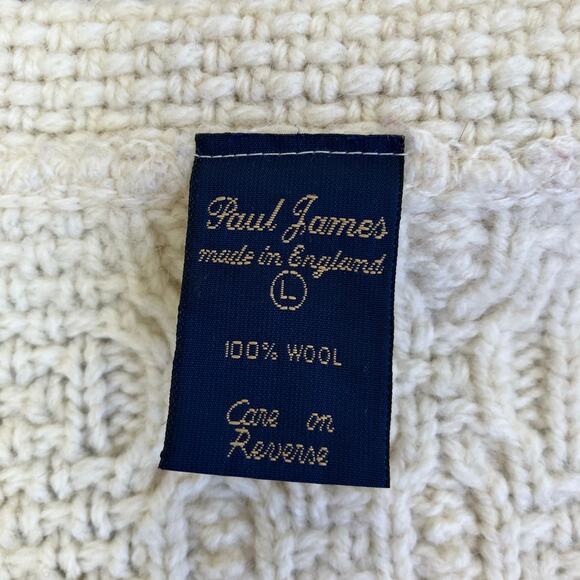 Paul James
made in England
L
100% WOOL
Care on
Reverse